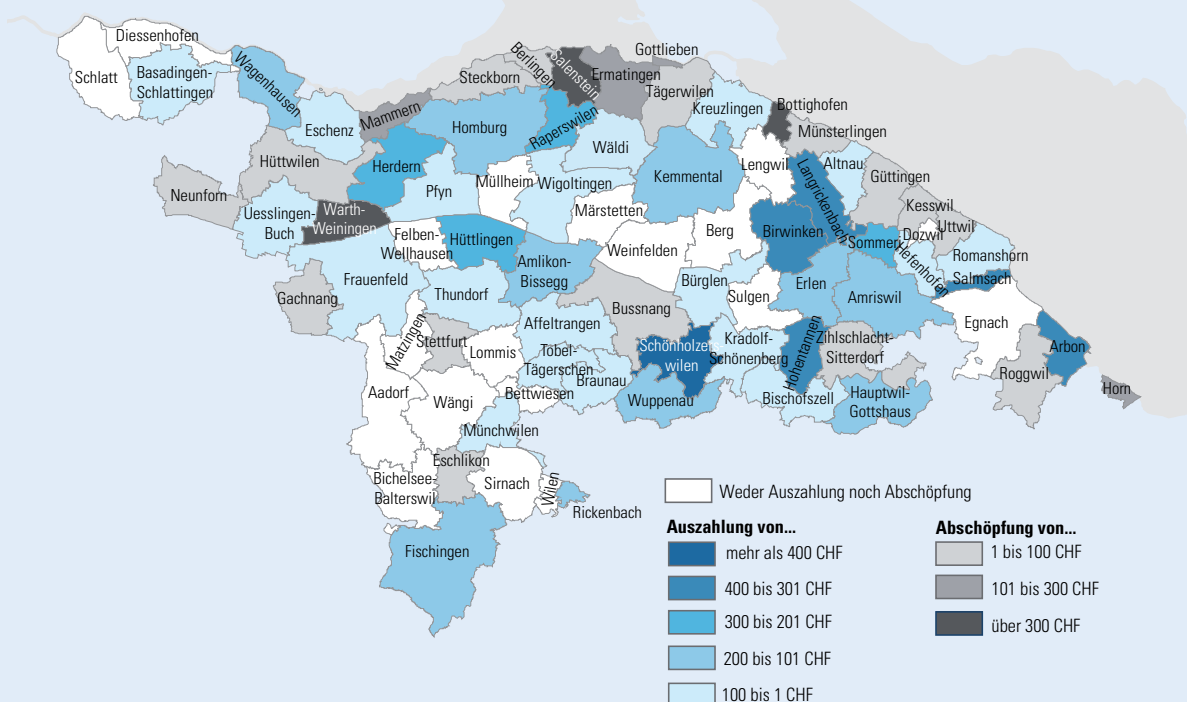 Diessenhofen
Schlatt
Basadingen-
Schlattingen
Wagenhausen
Eschenz
Mammern
Steckborn
Berlingen
Salenstein
Ermatingen
Gottlieben
Tägerwilen
Kreuzlingen
Bottighofen
Münsterlingen
Homburg
Raperswilen
Wäldi
Hüttwilen
Herdern
Neunforn
Pfyn
Müllheim
Wigoltingen
Kemmental
Lengwil
Langrickenbach
Altnau
Güttingen
Kesswil
Uttwil
Dozwil
Sommeri
Hefenhofen
Romanshorn
Salmsach
Uesslingen-
Buch
Warth-
Weiningen
Felben-
Wellhausen
Hüttlingen
Märstetten
Weinfelden
Berg
Birwinken
Amlikon-
Bissegg
Frauenfeld
Gachnang
Thundorf
Bürglen
Sulgen
Erlen
Amriswil
Egnach
Bussnang
Matzingen
Stettfurt
Lommis
Affeltrangen
Tobel-
Tägerschen
Braunau
Schönholzers-
wilen
Kradolf-
Schönenberg
Hohentannen
Zihlschlacht-
Sitterdorf
Arbon
Roggwil
Horn
Aadorf
Wängi
Bettwiesen
Wuppenau
Bischofszell
Hauptwil-
Gottshaus
Münchwilen
Eschlikon
Bichelsee-
Balterswil
Sirnach
Wilen
Rickenbach
Fischingen
Weder Auszahlung noch Abschöpfung
Auszahlung von...
mehr als 400 CHF
400 bis 301 CHF
300 bis 201 CHF
200 bis 101 CHF
100 bis 1 CHF
Abschöpfung von...
1 bis 100 CHF
101 bis 300 CHF
über 300 CHF